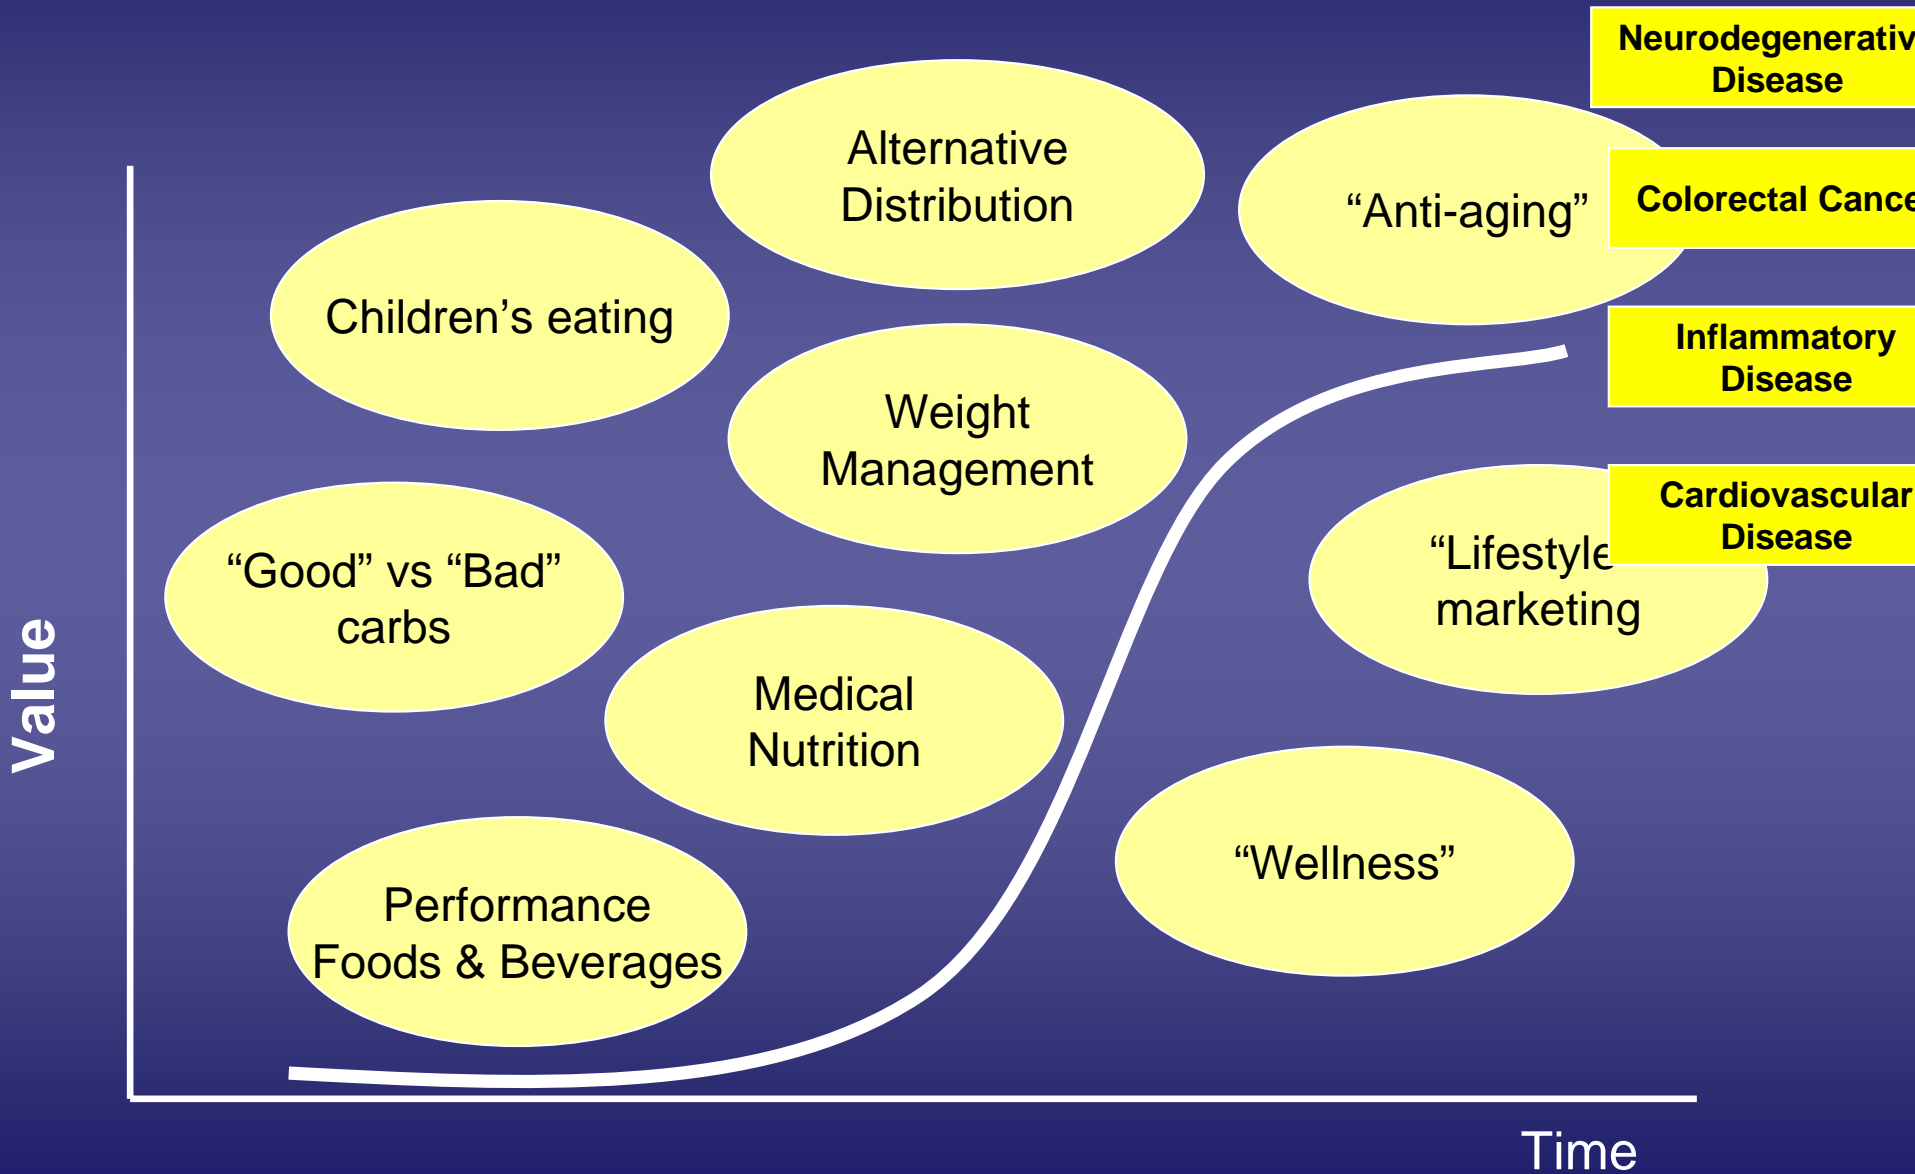 Neurodegenerativ
Disease
Alternative
Distribution
“Anti-aging”
Colorectal Cance
Children’s eating
Inflammatory
Disease
Weight
Management
Cardiovascular
Disease
“Good” vs “Bad”
carbs
“Lifestyle
marketing
Medical
Nutrition
“Wellness”
Performance
Foods & Beverages
Value
Time